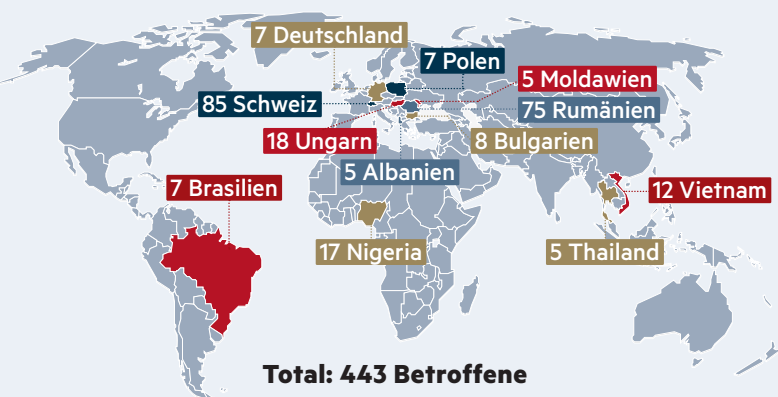 7 Deutschland
7 Polen
5 Moldawien
85 Schweiz
75 Rumänien
18 Ungarn
8 Bulgarien
5 Albanien
7 Brasilien
12 Vietnam
17 Nigeria
5 Thailand
Total: 443 Betroffene